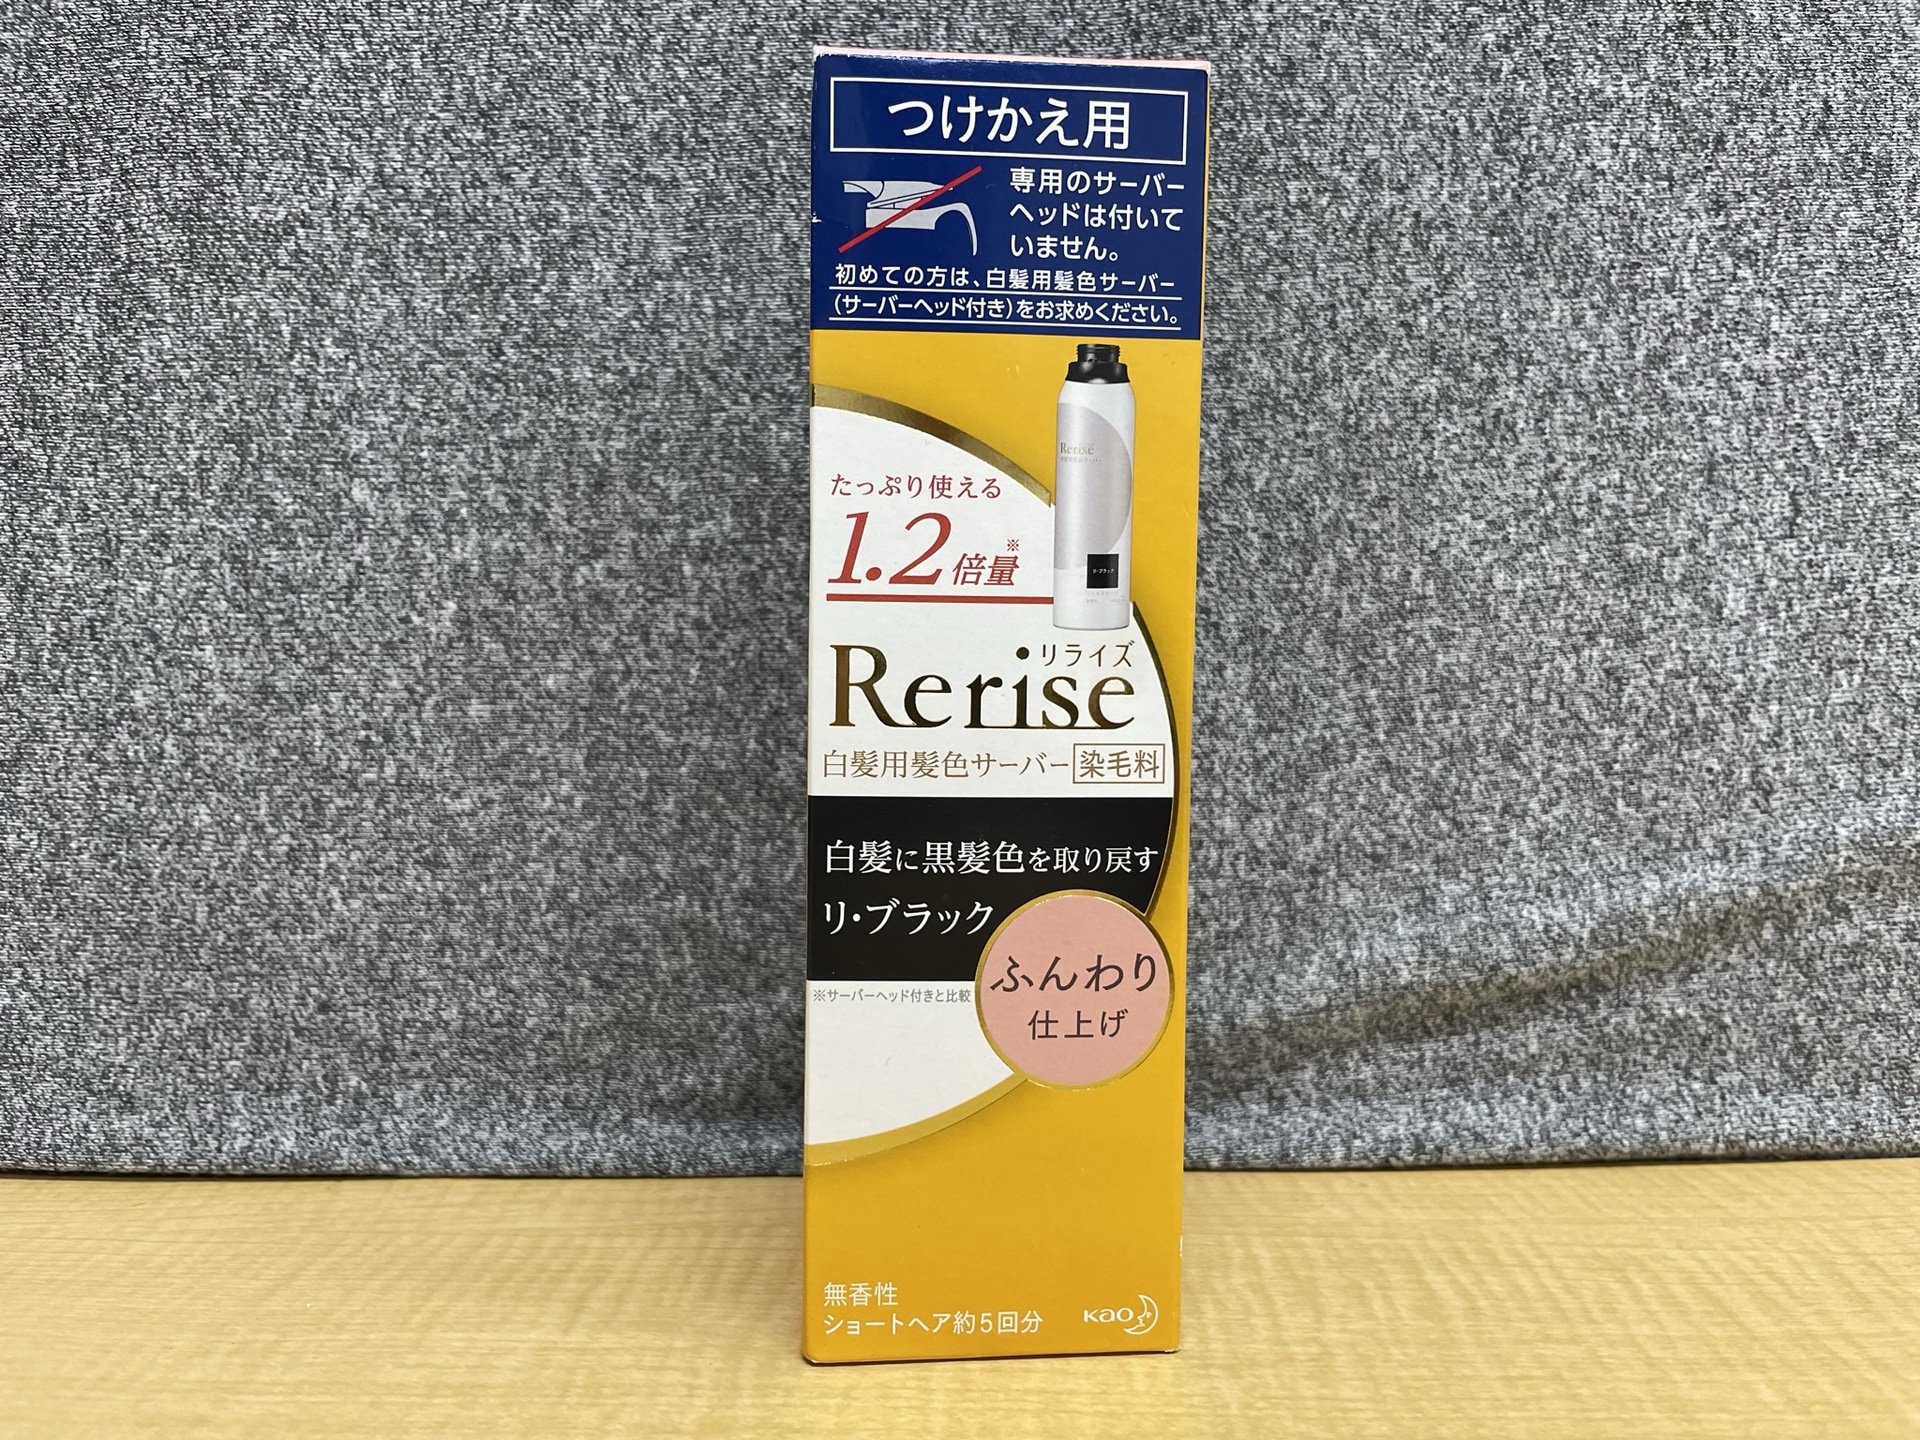 つけかえ用
専用のサーバー
ヘッドは付いて
いません。
初めての方は、白髪用髪色サーバー
(サーバーヘッド付き)をお求めください。
たっぷり使える
1.2倍量※
Rerise
リ・ブラック
リライズ
Rerise
白髪用髪色サーバー 染毛料
白髪に黒髪色を取り戻す
リ・ブラック
ふんわり
仕上げ
※サーバーヘッド付きと比較
無香性
ショートヘア約5回分
Kao